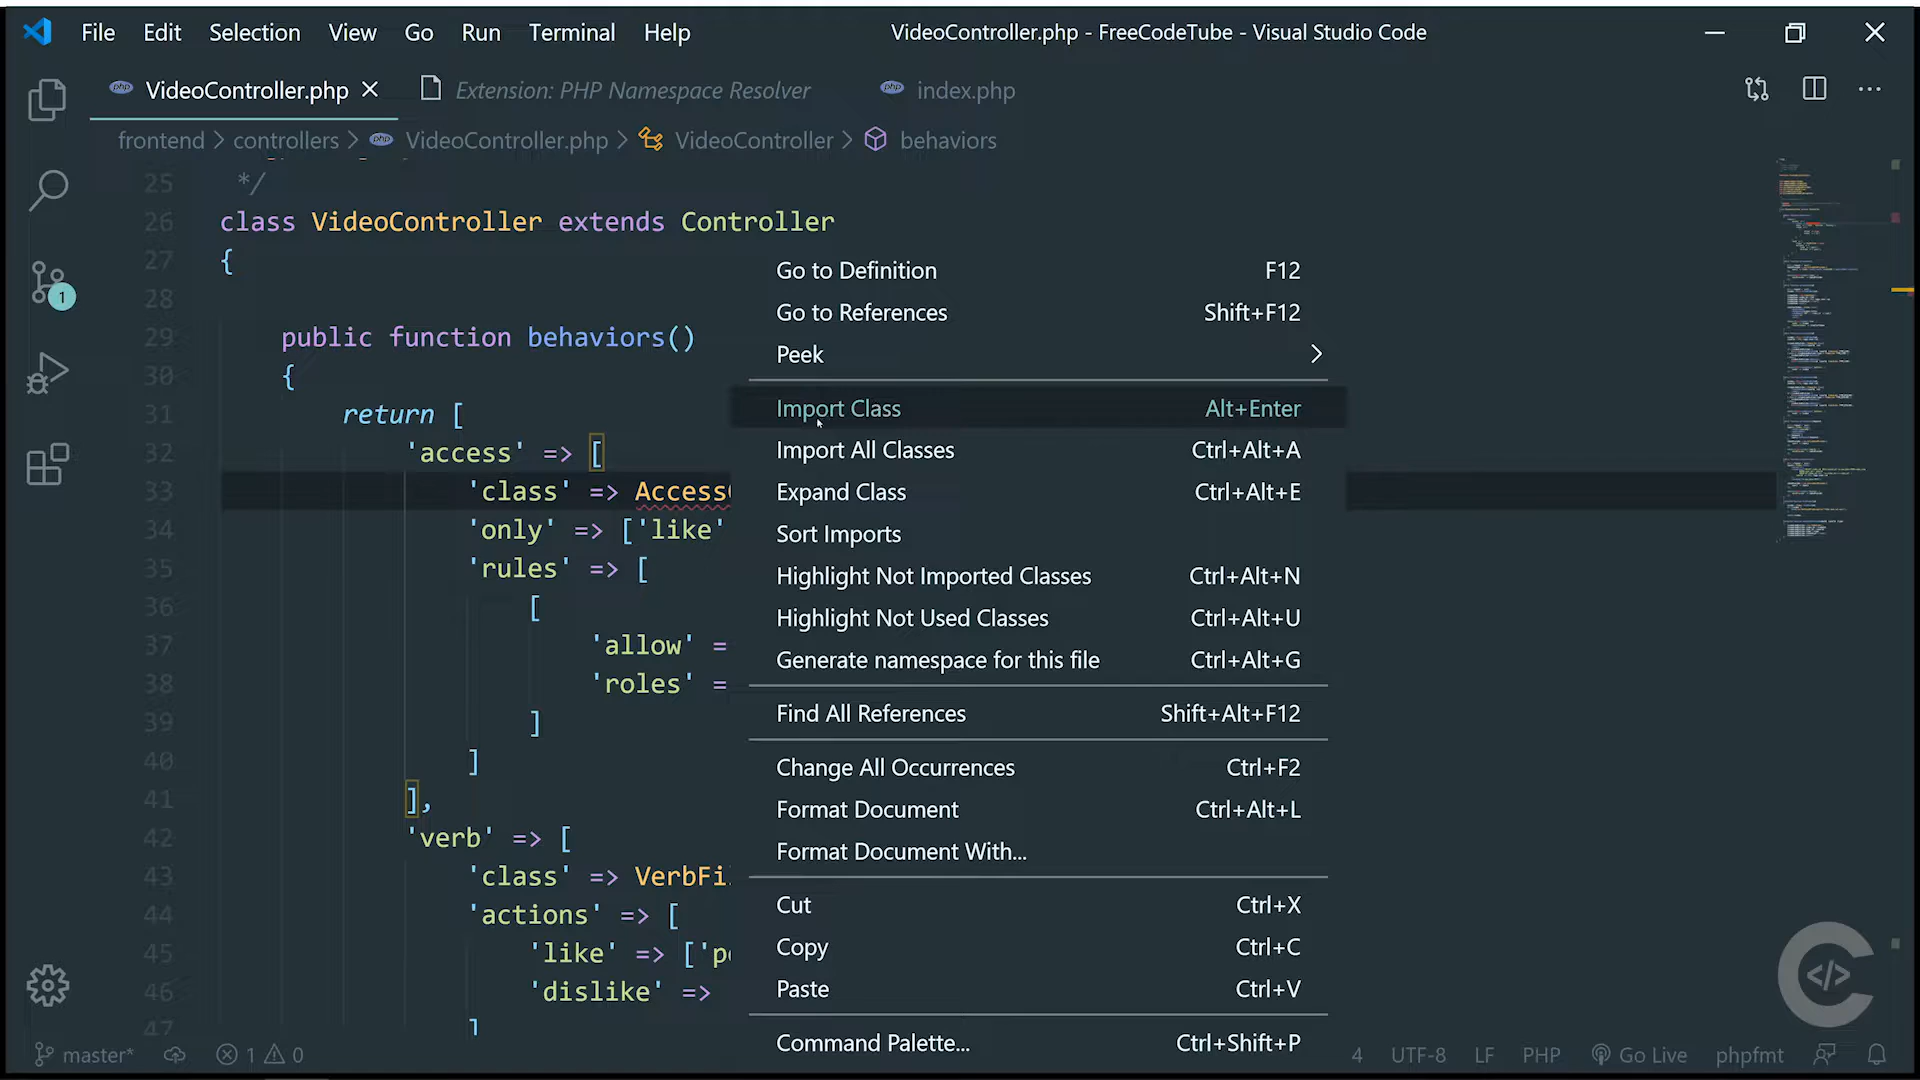 File Edit Selection View Go Run Terminal Help VideoController.php - FreeCodeTube - Visual Studio Code
php VideoController.php Extension: PHP Namespace Resolver php index.php
frontend > controllers > php VideoController.php > VideoController > behaviors
25 */
26 class VideoController extends Controller
27 {
28
29 public function behaviors()
30 {
31 return [
32 'access' => [
33 'class' => Access
34 'only' => ['like'
35 'rules' => [
36 [
37 'allow' =
38 'roles' =
39 ]
40 ]
41 ],
42 'verb' => [
43 'class' => VerbFi
44 'actions' => [
45 'like' => ['p
46 'dislike' =>
47 ]
Go to Definition F12
Go to References Shift+F12
Peek >
Import Class Alt+Enter
Import All Classes Ctrl+Alt+A
Expand Class Ctrl+Alt+E
Sort Imports
Highlight Not Imported Classes Ctrl+Alt+N
Highlight Not Used Classes Ctrl+Alt+U
Generate namespace for this file Ctrl+Alt+G
Find All References Shift+Alt+F12
Change All Occurrences Ctrl+F2
Format Document Ctrl+Alt+L
Format Document With...
Cut Ctrl+X
Copy Ctrl+C
Paste Ctrl+V
Command Palette... Ctrl+Shift+P
1
</>
master* 1 0 4 UTF-8 LF PHP Go Live phpfmt